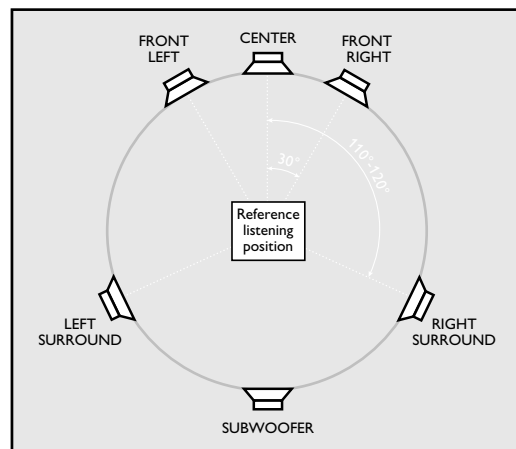 FRONT
LEFT
CENTER
FRONT
RIGHT
30°
110°-120°
Reference
listening
position
LEFT
SURROUND
RIGHT
SURROUND
SUBWOOFER